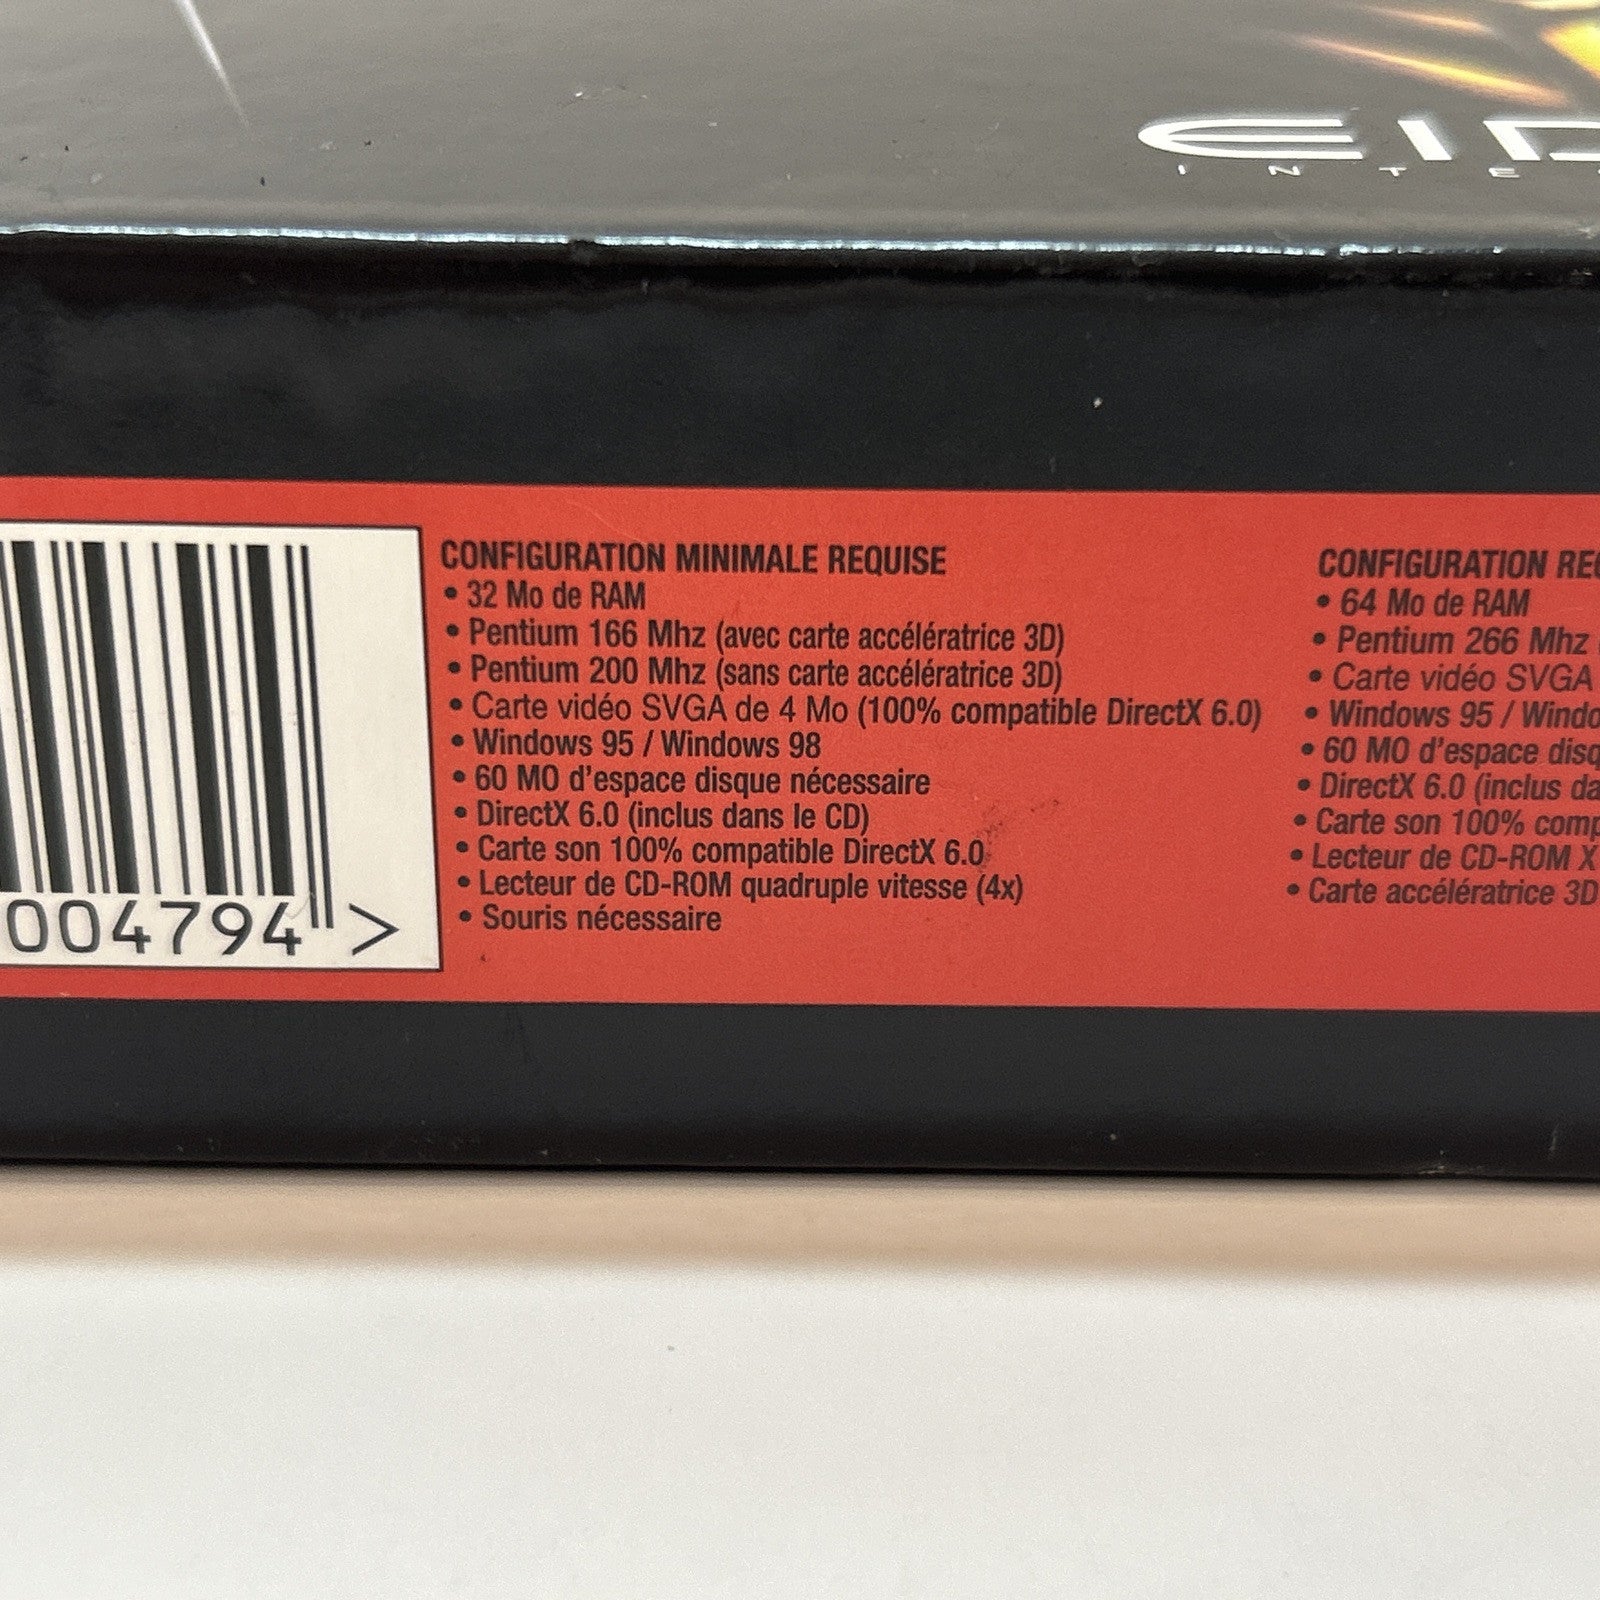 CONFIGURATION MINIMALE REQUISE
• 32 Mo de RAM
• Pentium 166 Mhz (avec carte accélératrice 3D)
• Pentium 200 Mhz (sans carte accélératrice 3D)
• Carte vidéo SVGA de 4 Mo (100% compatible DirectX 6.0)
• Windows 95 / Windows 98
• 60 MO d'espace disque nécessaire
• DirectX 6.0 (inclus dans le CD)
• Carte son 100% compatible DirectX 6.0
• Lecteur de CD-ROM quadruple vitesse (4x)
• Souris nécessaire
CONFIGURATION
• 64 Mo de RAM
• Pentium 266 Mhz
• Carte vidéo SVGA
• Windows 95 /
• 60 MO d'espace
• DirectX 6.0 (inclus
• Carte son 100%
• Lecteur de CD-ROM X
• Carte accélératrice 3D
004794 >